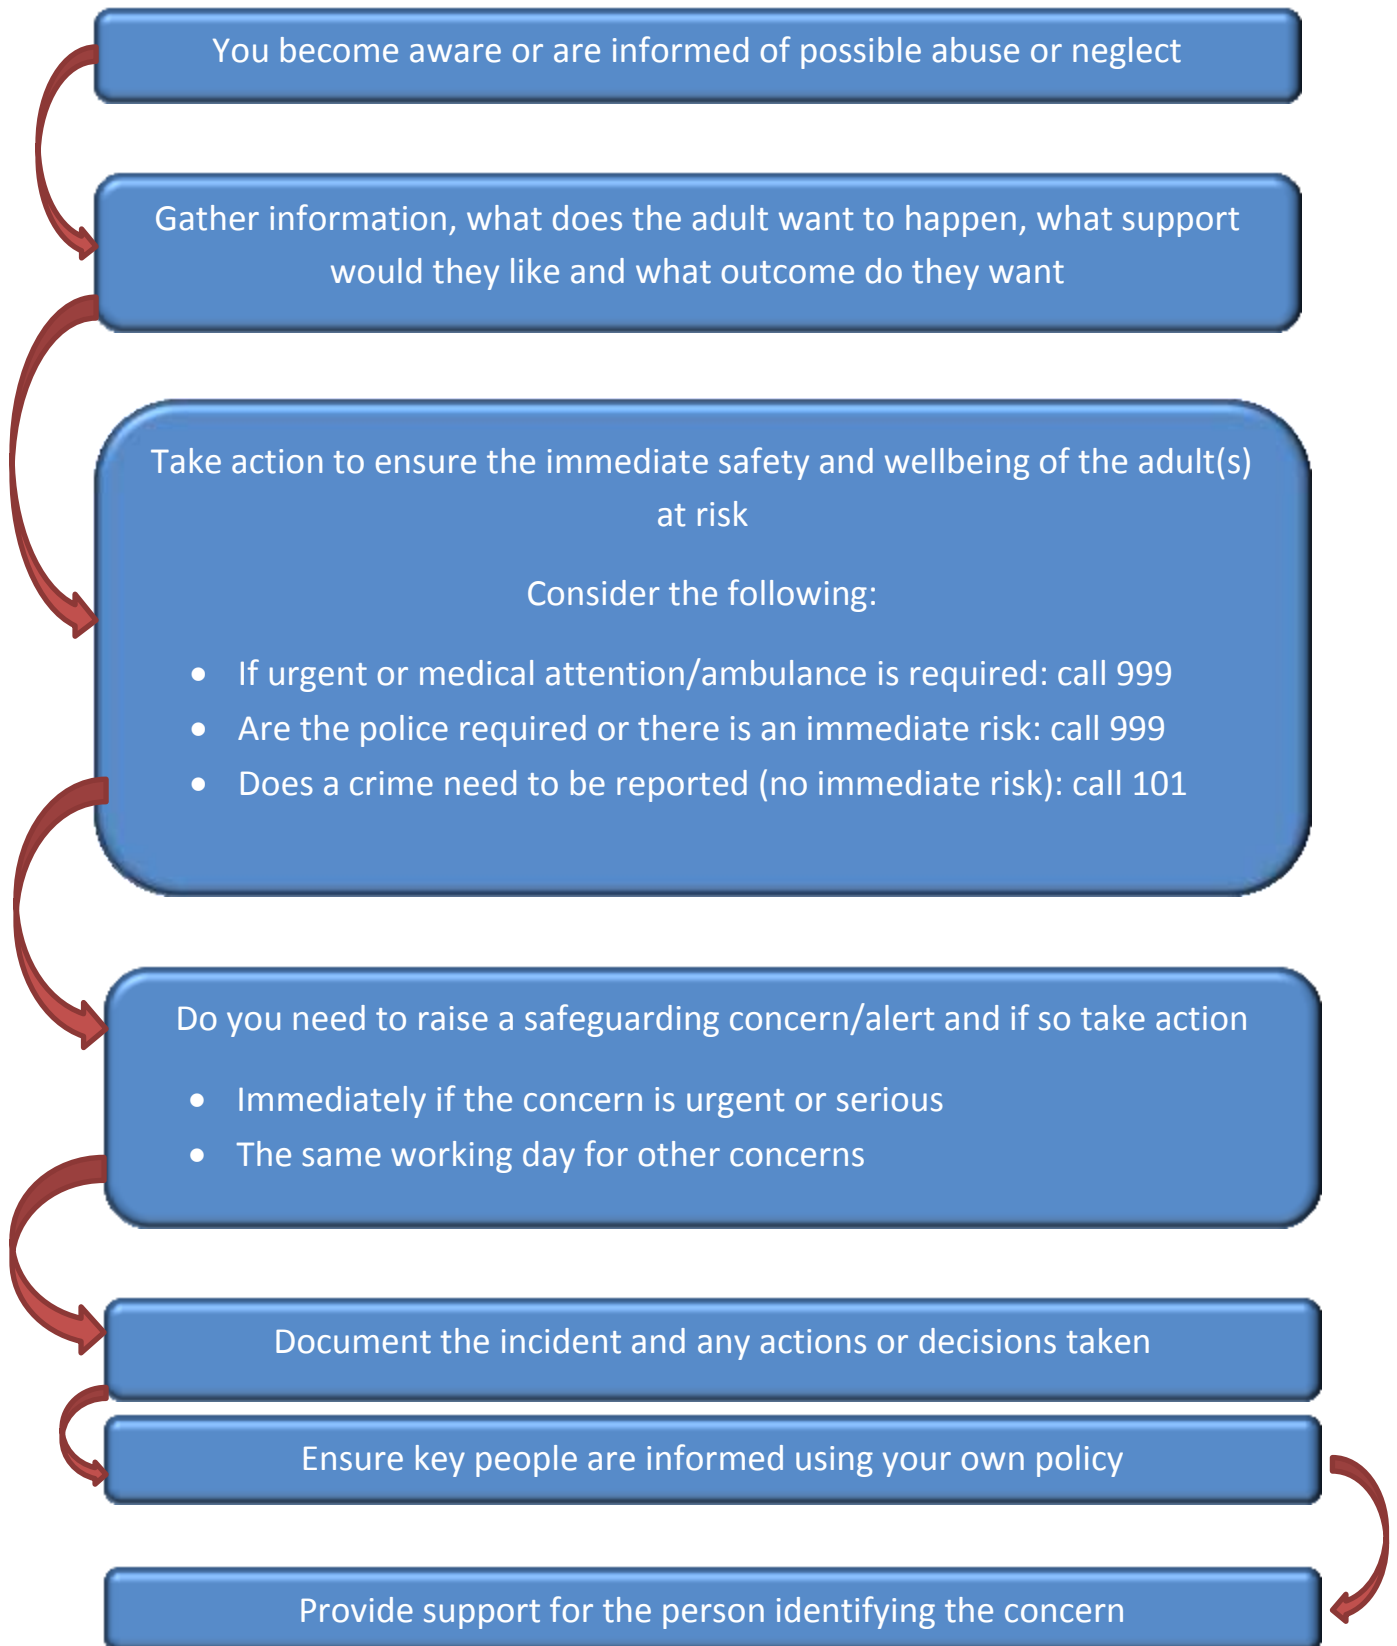 You become aware or are informed of possible abuse or neglect
Gather information, what does the adult want to happen, what support
would they like and what outcome do they want
Take action to ensure the immediate safety and wellbeing of the adult(s)
at risk
Consider the following:
• If urgent or medical attention/ambulance is required: call 999
• Are the police required or there is an immediate risk: call 999
• Does a crime need to be reported (no immediate risk): call 101
Do you need to raise a safeguarding concern/alert and if so take action
• Immediately if the concern is urgent or serious
• The same working day for other concerns
Document the incident and any actions or decisions taken
Ensure key people are informed using your own policy
Provide support for the person identifying the concern